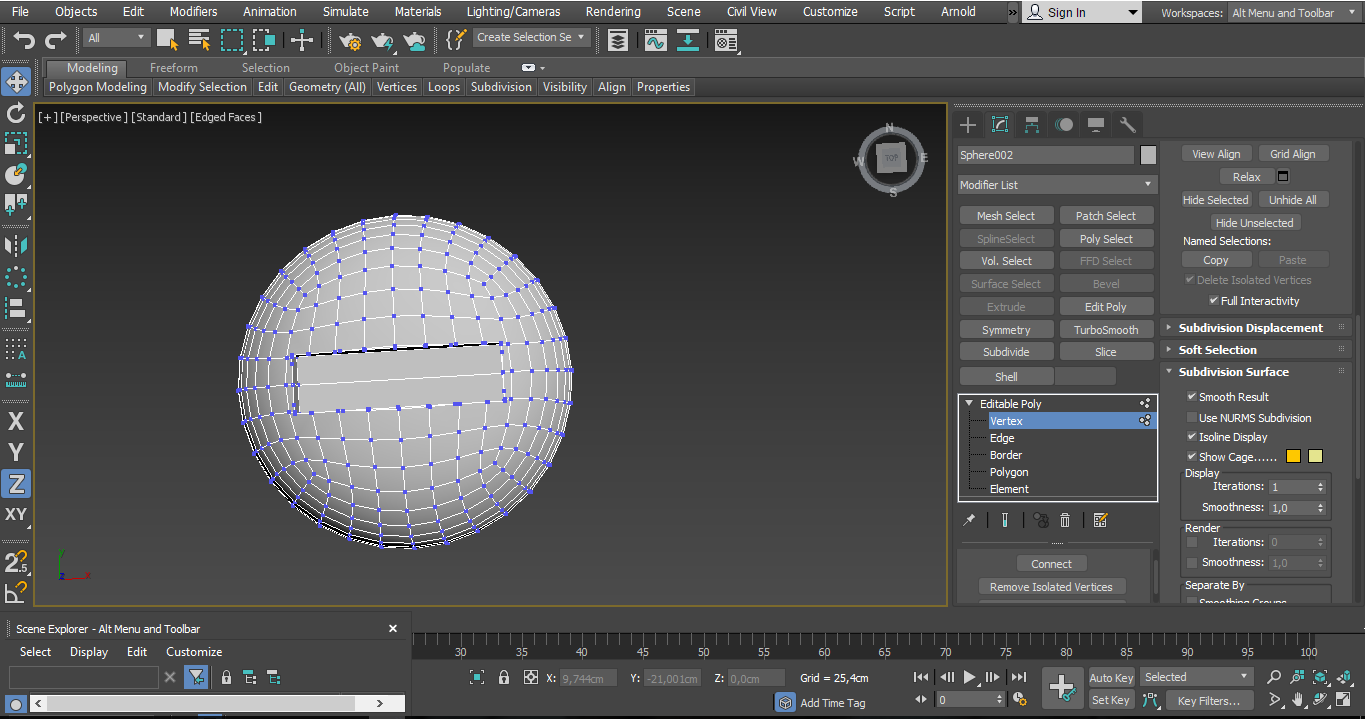 File Objects Edit Modifiers Animation Simulate Materials Lighting/Cameras Rendering Scene Civil View Customize Script Arnold » Sign In Workspaces: Alt Menu and Toolbar
All Create Selection Se
Modeling Freeform Selection Object Paint Populate
Polygon Modeling Modify Selection Edit Geometry (All) Vertices Loops Subdivision Visibility Align Properties
[+] [Perspective ] [Standard ] [Edged Faces ]
N
W E
TOP
S
Sphere002
Modifier List
Mesh Select Patch Select
SplineSelect Poly Select
Vol. Select FFD Select
Surface Select Bevel
Extrude Edit Poly
Symmetry TurboSmooth
Subdivide Slice
Shell
Editable Poly
Vertex
Edge
Border
Polygon
Element
Connect
Remove Isolated Vertices
View Align Grid Align
Relax
Hide Selected Unhide All
Hide Unselected
Named Selections:
Copy Paste
Delete Isolated Vertices
Full Interactivity
Subdivision Displacement
Soft Selection
Subdivision Surface
Smooth Result
Use NURMS Subdivision
Isoline Display
Show Cage......
Display
Iterations: 1
Smoothness: 1,0
Render
Iterations: 0
Smoothness: 1,0
Separate By
Smoothing Groups
A
X
Y
Z
XY
2.5
y
z x
Scene Explorer - Alt Menu and Toolbar
Select Display Edit Customize
30 35 40 45 50 55 60 65 70 75 80 85 90 95 100
X: 9,744cm Y: -21,001cm Z: 0,0cm Grid = 25,4cm
Add Time Tag
0
Auto Key Selected
Set Key Key Filters...